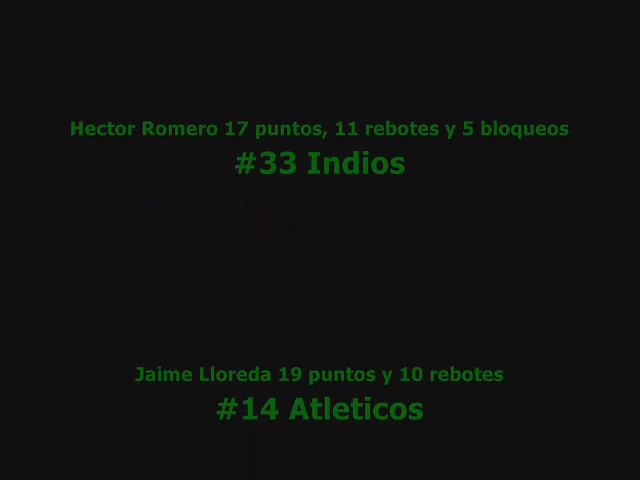 Hector Romero 17 puntos, 11 rebotes y 5 bloqueos
#33 Indios
Jaime Lloreda 19 puntos y 10 rebotes
#14 Atleticos